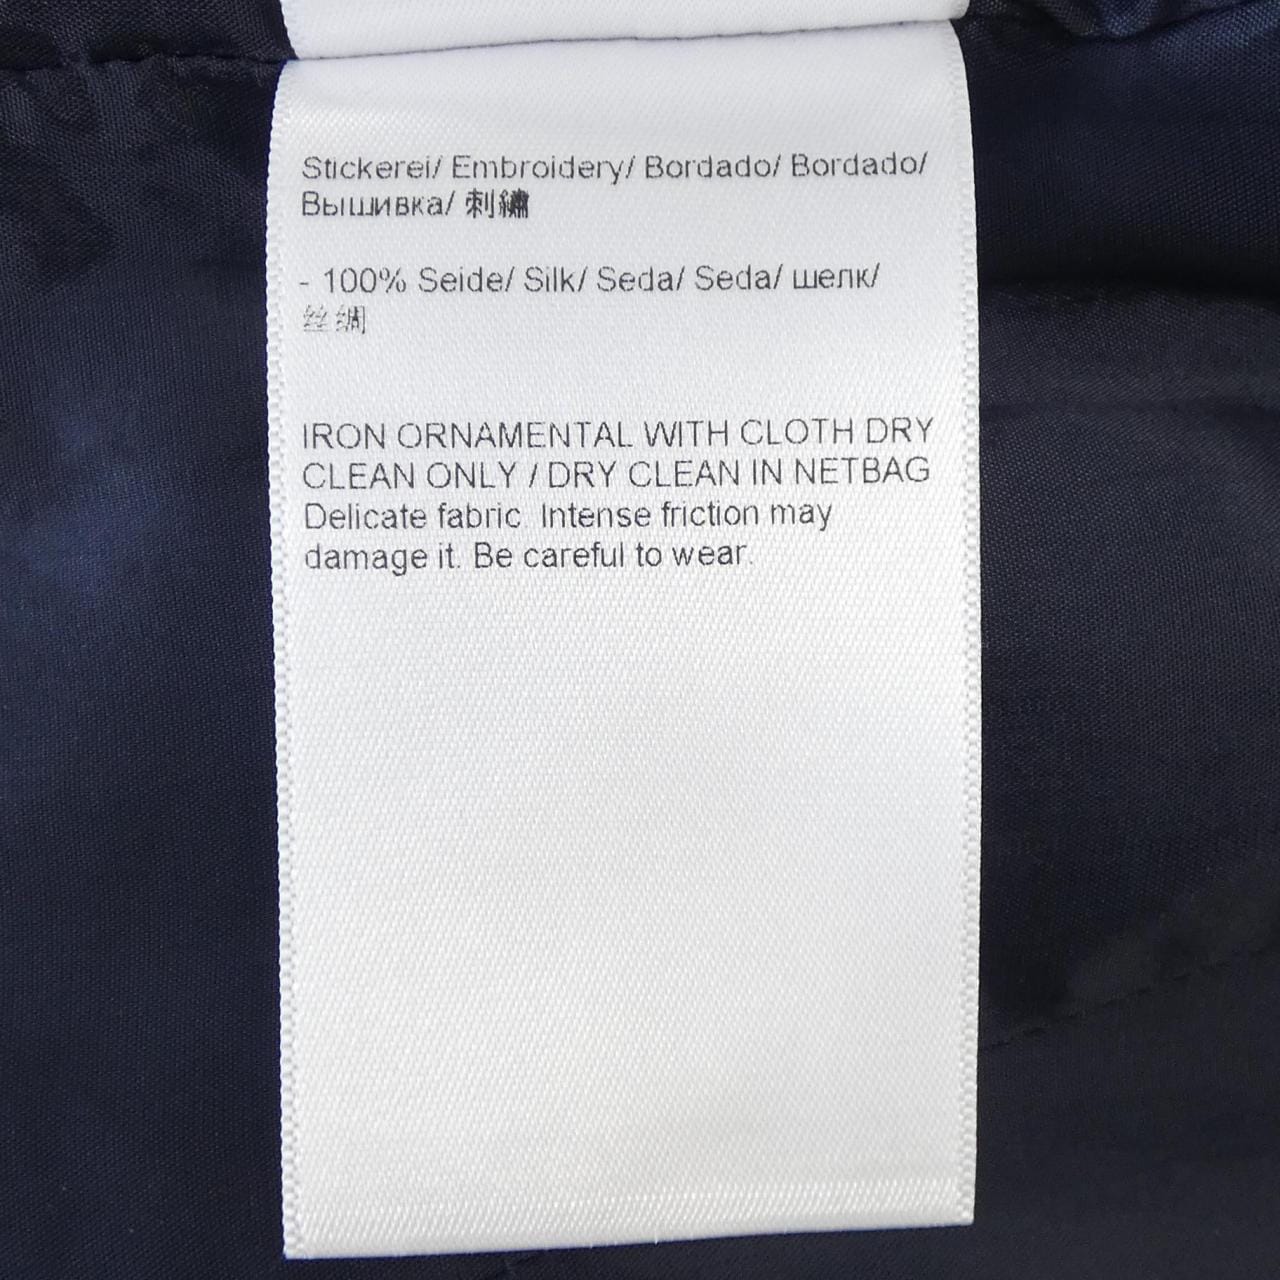 Stickerei/ Embroidery/ Bordado/ Bordado/
Вышивка/ 刺繡
- 100% Seide/ Silk/ Seda/ Seda/ шелк/
丝绸
IRON ORNAMENTAL WITH CLOTH DRY
CLEAN ONLY / DRY CLEAN IN NETBAG
Delicate fabric. Intense friction may
damage it. Be careful to wear.